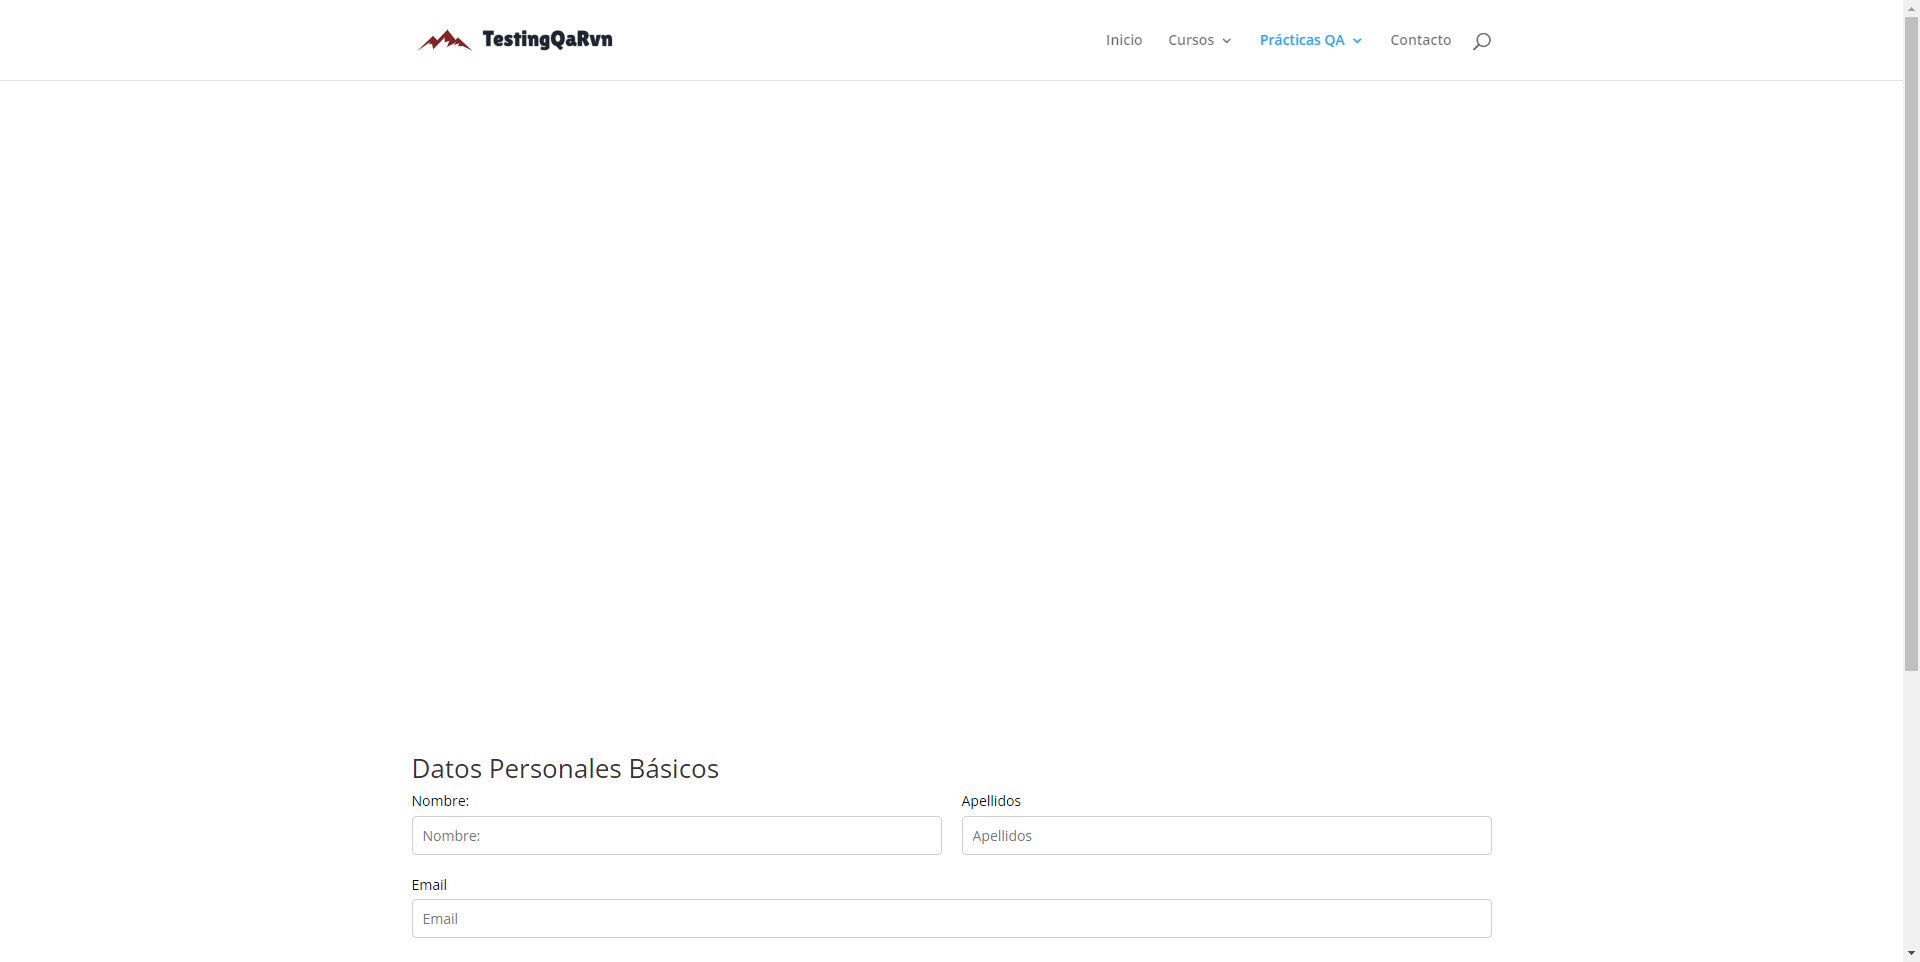 TestingQaRvn
Inicio Cursos Prácticas QA Contacto
Datos Personales Básicos
Nombre: Apellidos
Nombre: Apellidos
Email
Email